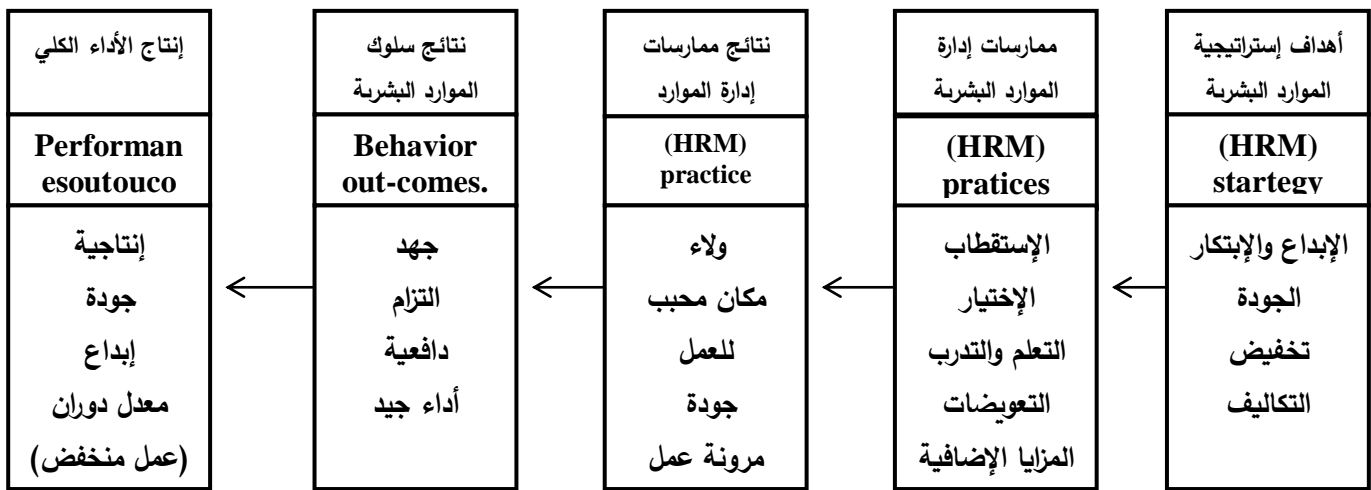 أهداف إستراتيجية
الموارد البشرية
(HRM)
startegy
الإبداع والإبتكار
الجودة
تخفيض
التكاليف
ممارسات إدارة
الموارد البشرية
(HRM)
pratices
الإستقطاب
الإختيار
التعلم والتدرب
التعويضات
المزايا الإضافية
نتائج ممارسات
إدارة الموارد
(HRM)
practice
ولاء
مكان محبب
للعمل
جودة
مرونة عمل
نتائج سلوك
الموارد البشرية
Behavior
out-comes.
جهد
التزام
دافعية
أداء جيد
إنتاج الأداء الكلي
Performan
esoutouco
إنتاجية
جودة
إبداع
معدل دوران
(عمل منخفض)